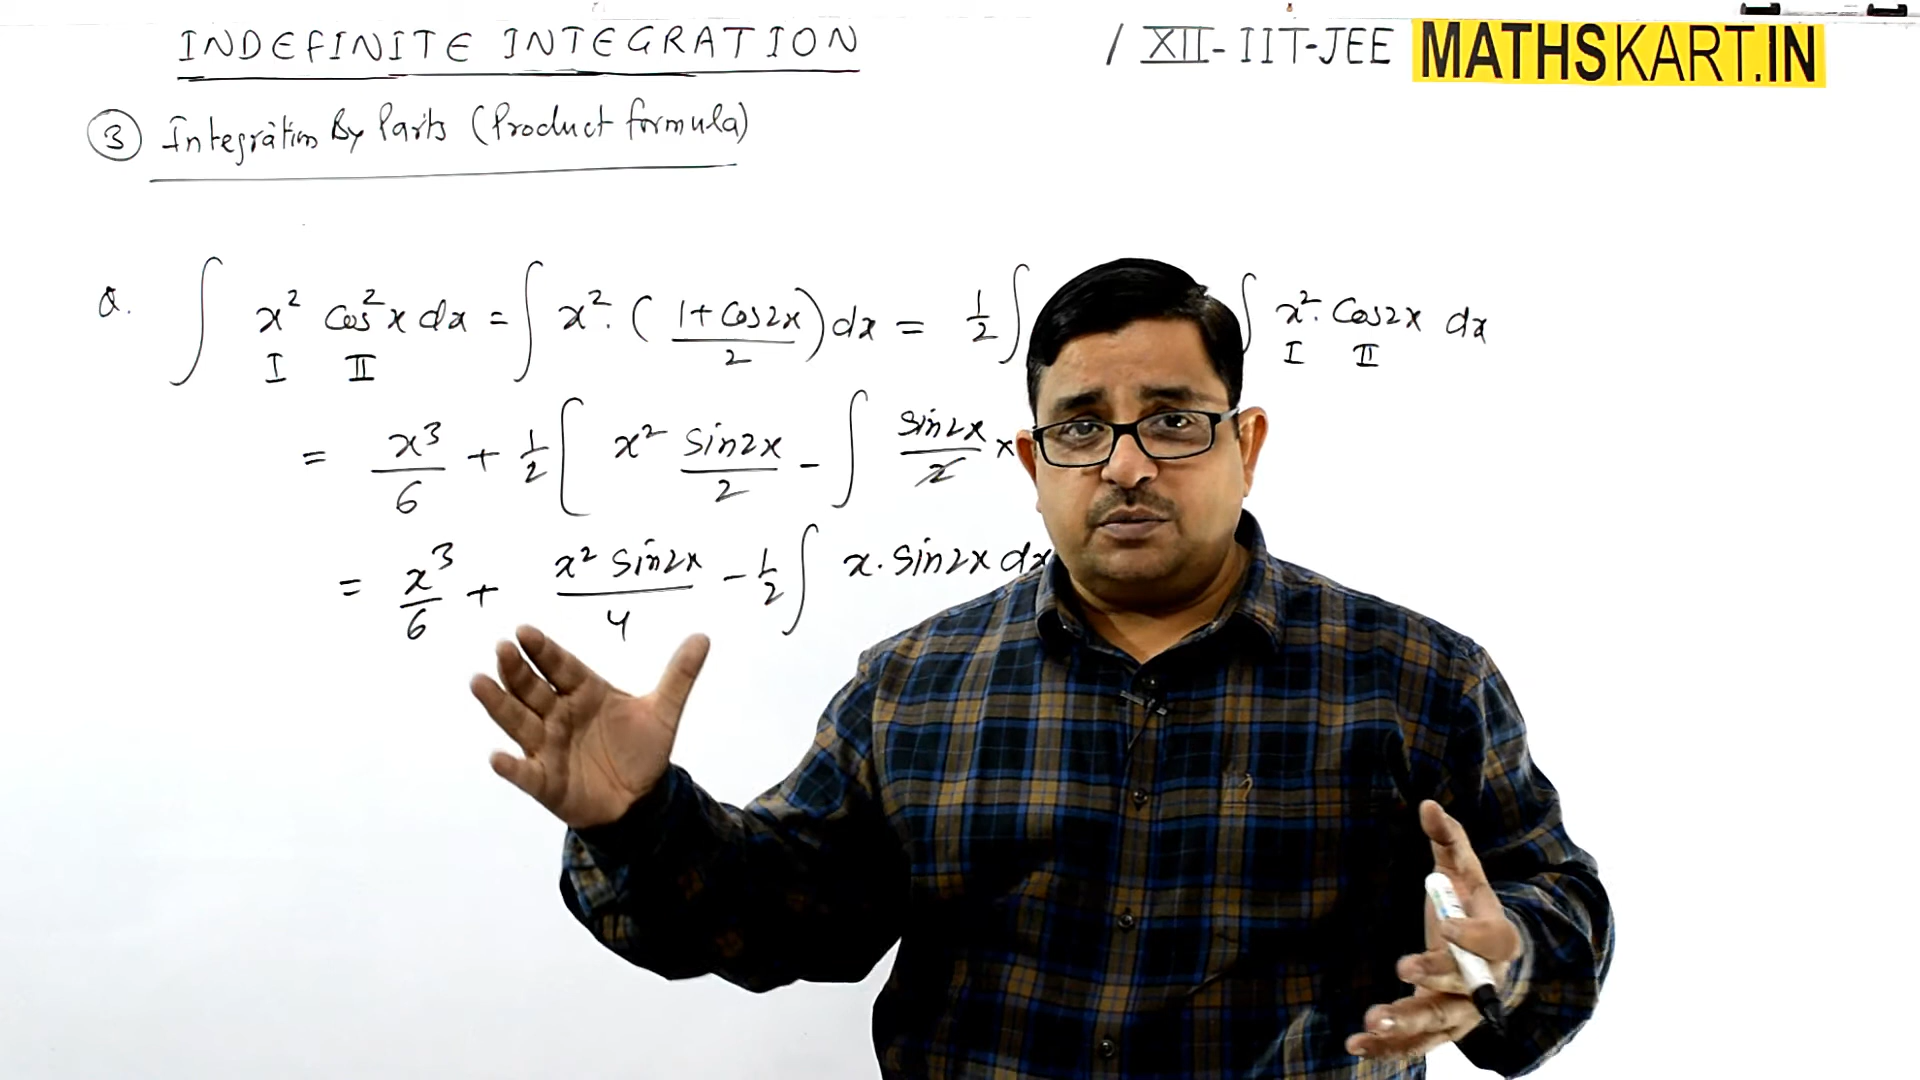 INDEFINITE INTEGRATION / XII-IIT-JEE MATHSKART.IN
③ Integration By Parts (Product formula)
Q. ∫ x² cos²x dx = ∫ x². (1+cos2x/2) dx = 1/2 ∫ ∫ x². cos2x dx
I II I II
= x³/6 + 1/2 [ x² sin2x/2 - ∫ sin2x/2 ×
= x³/6 + x² sin2x/4 - 1/2 ∫ x. sin2x dx